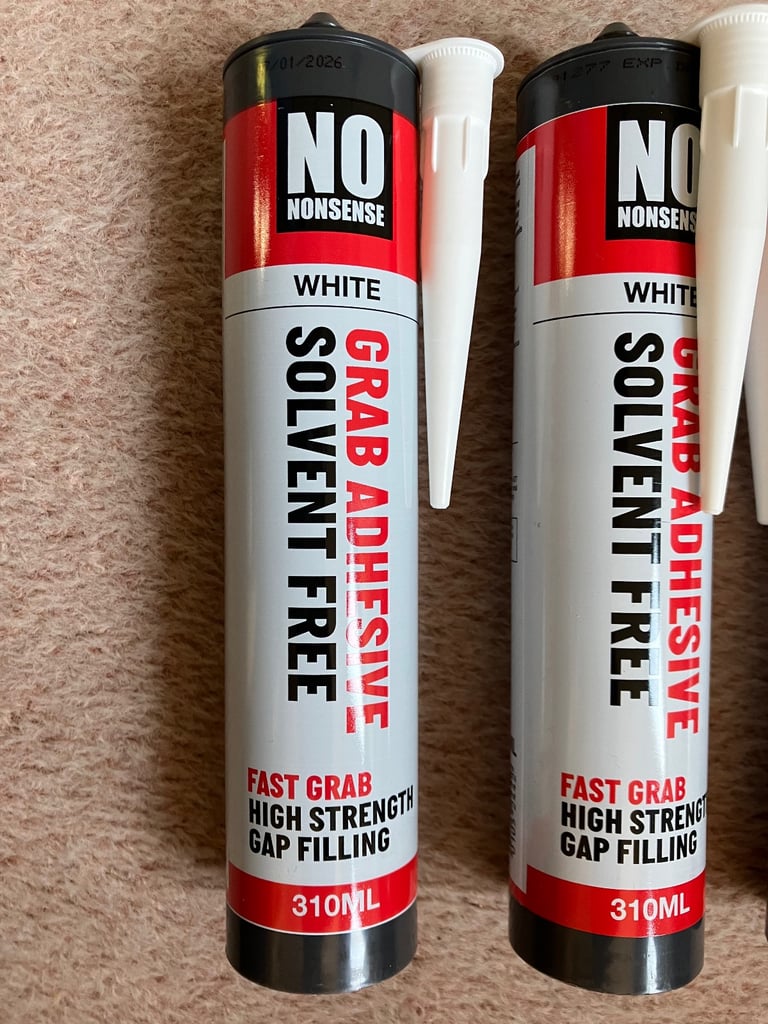 /01/2026
NO
NONSENSE
WHITE
GRAB ADHESIVE
SOLVENT FREE
FAST GRAB
HIGH STRENGTH
GAP FILLING
310ML
EXP
NO
NONSENSE
WHITE
GRAB ADHESIVE
SOLVENT FREE
FAST GRAB
HIGH STRENGT
GAP FILLING
310ML